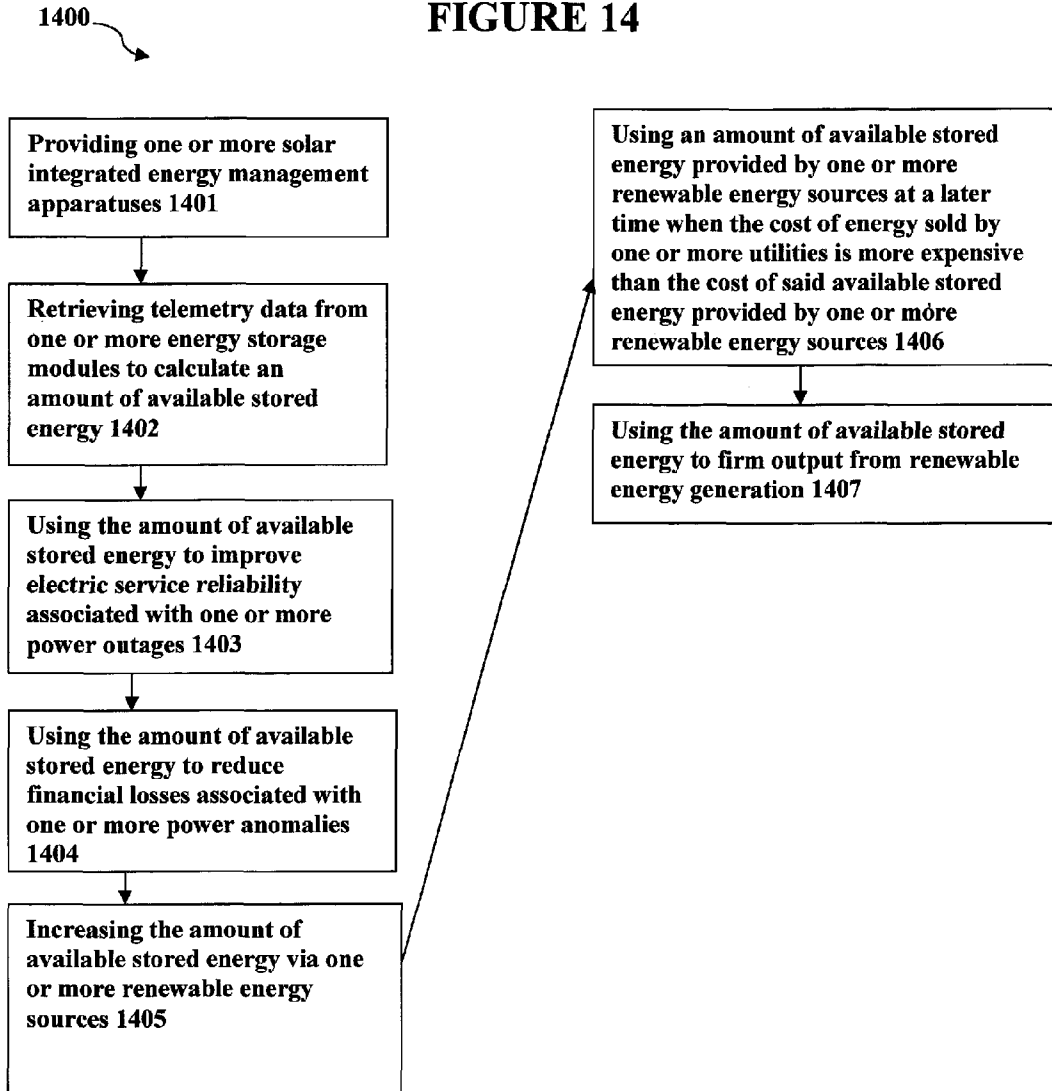 FIGURE 14
1400
Providing one or more solar
integrated energy management
apparatuses 1401
Retrieving telemetry data from
one or more energy storage
modules to calculate an
amount of available stored
energy 1402
Using the amount of available
stored energy to improve
electric service reliability
associated with one or more
power outages 1403
Using the amount of available
stored energy to reduce
financial losses associated with
one or more power anomalies
1404
Increasing the amount of
available stored energy via one
or more renewable energy
sources 1405
Using an amount of available stored
energy provided by one or more
renewable energy sources at a later
time when the cost of energy sold by
one or more utilities is more expensive
than the cost of said available stored
energy provided by one or more
renewable energy sources 1406
Using the amount of available stored
energy to firm output from renewable
energy generation 1407